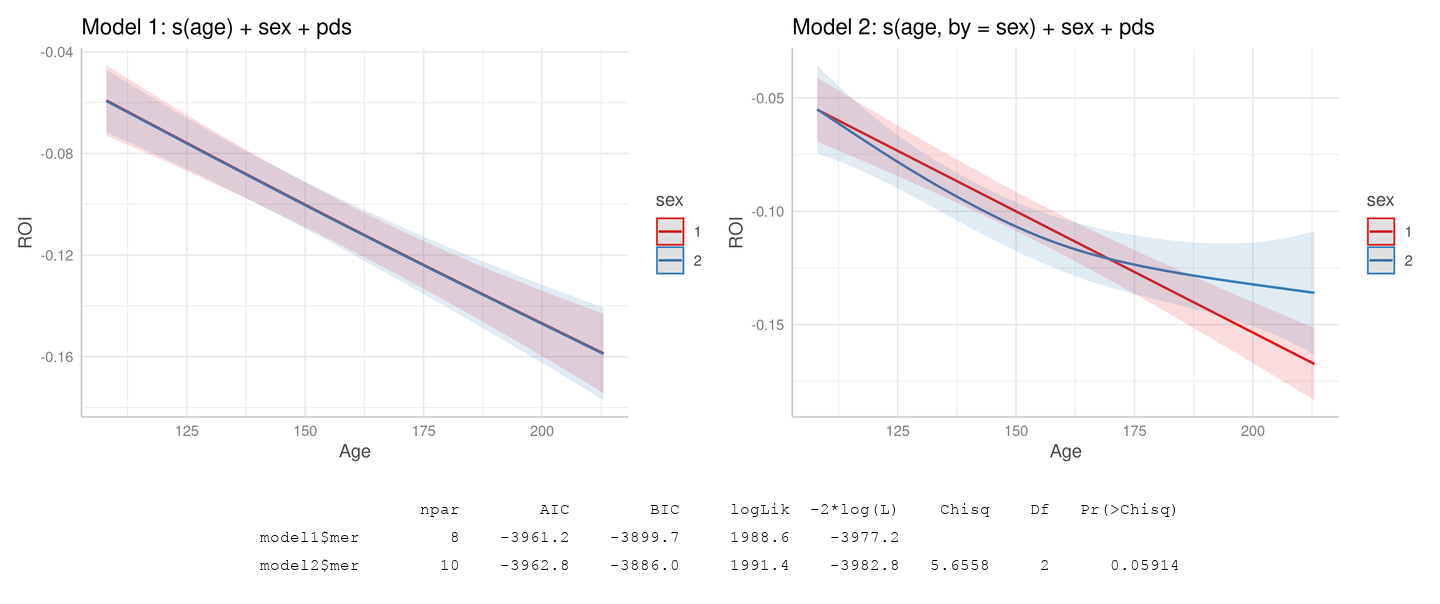 Model 1: s(age) + sex + pds
-0.04
-0.08
-0.12
-0.16
ROI
125 150 175 200
Age
sex
1
2
Model 2: s(age, by = sex) + sex + pds
-0.05
-0.10
-0.15
ROI
125 150 175 200
Age
sex
1
2
npar AIC BIC logLik -2*log(L) Chisq Df Pr(>Chisq)
model1$mer 8 -3961.2 -3899.7 1988.6 -3977.2
model2$mer 10 -3962.8 -3886.0 1991.4 -3982.8 5.6558 2 0.05914